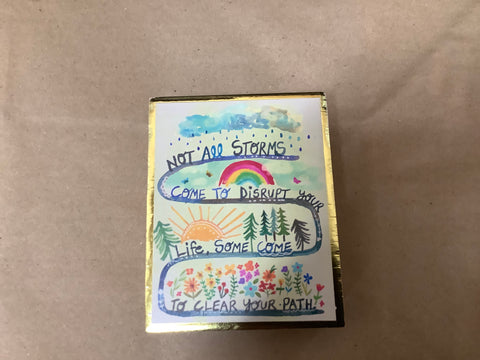 NOT All STORMS
COME TO DISRUPT YOUR
Life, SOME COME
TO CLEAR YOUR PATH.